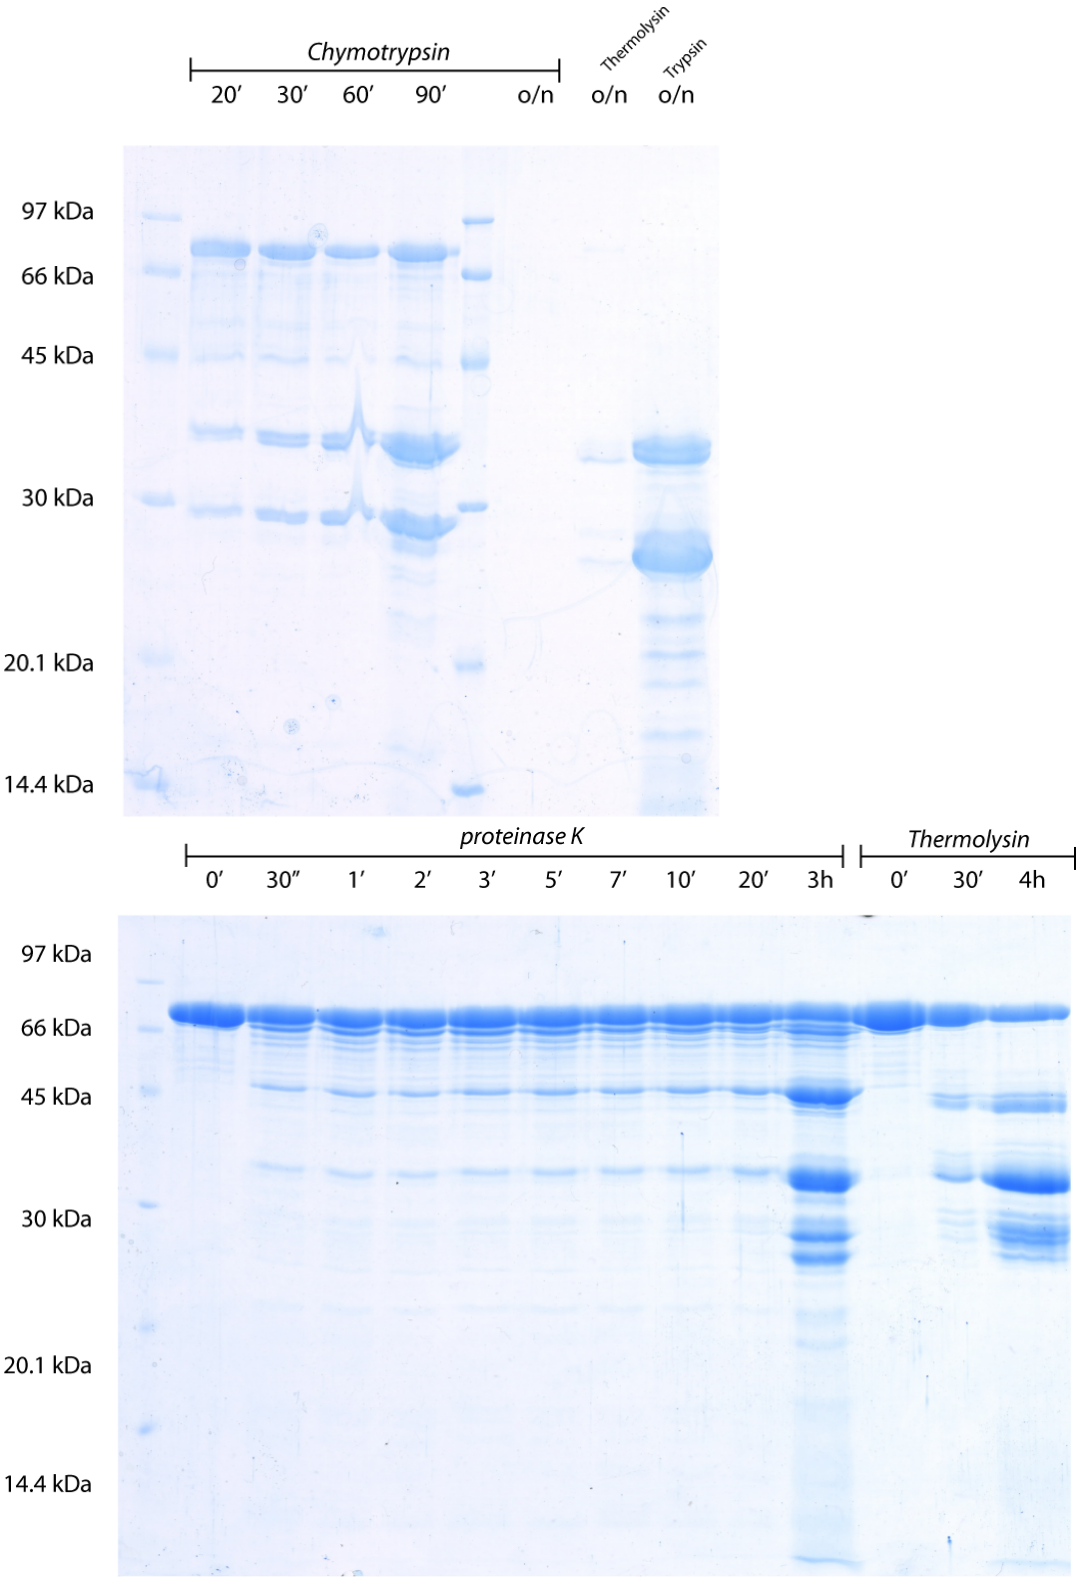 Chymotrypsin
Thermolysin
Trypsin
20′ 30′ 60′ 90′ o/n o/n o/n
97 kDa
66 kDa
45 kDa
30 kDa
20.1 kDa
14.4 kDa
proteinase K Thermolysin
0′ 30″ 1′ 2′ 3′ 5′ 7′ 10′ 20′ 3h 0′ 30′ 4h
97 kDa
66 kDa
45 kDa
30 kDa
20.1 kDa
14.4 kDa